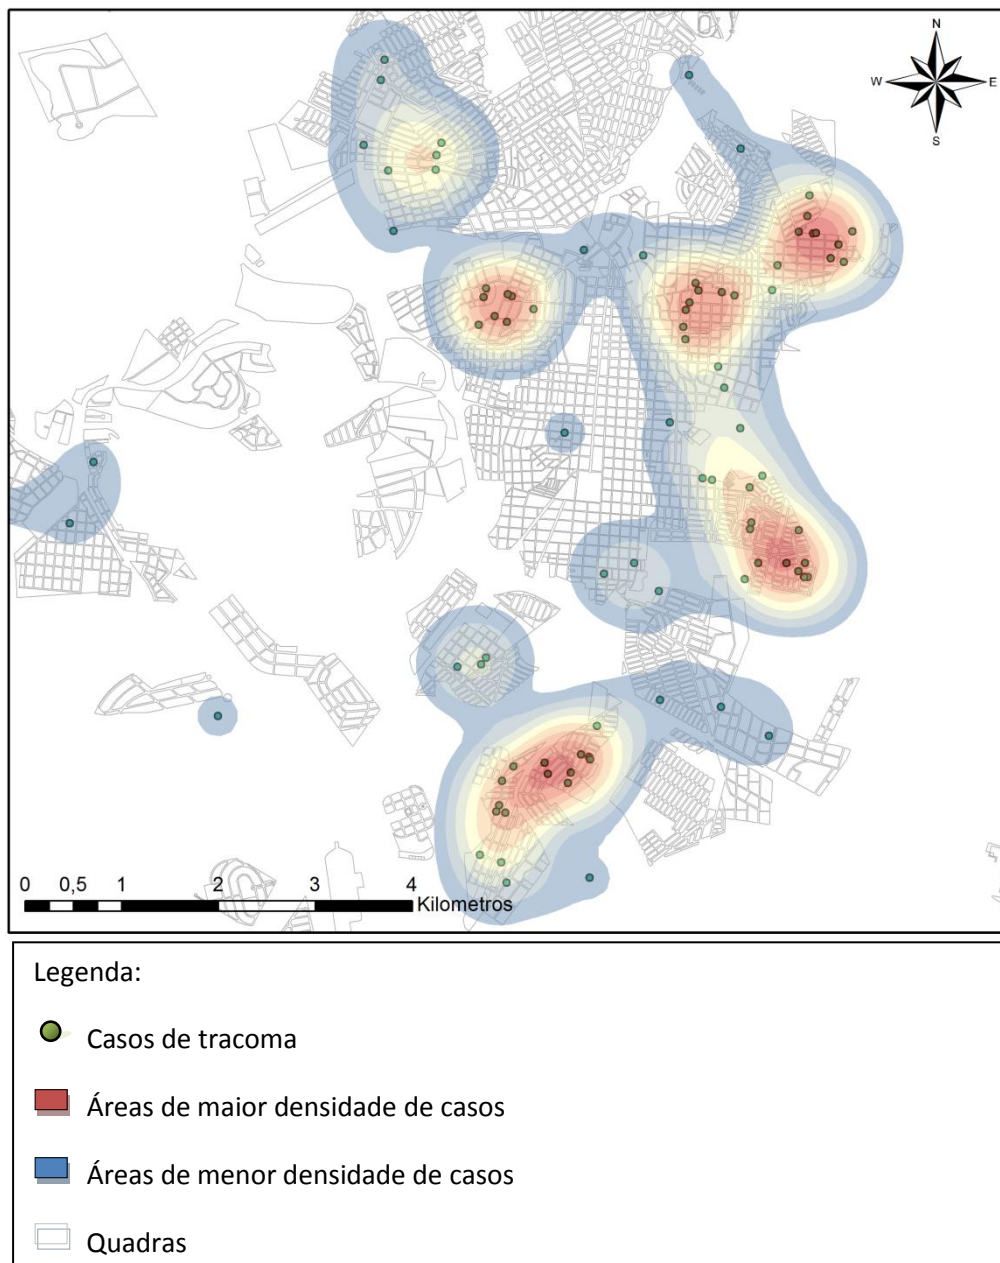 N
W E
S
0 0,5 1 2 3 4
Kilometros
Legenda:
Casos de tracoma
Áreas de maior densidade de casos
Áreas de menor densidade de casos
Quadras